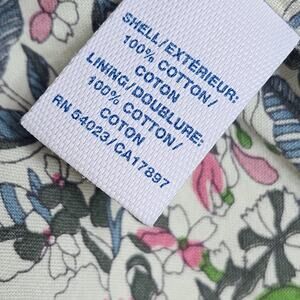 SHELL/EXTÉRIEUR:
100% COTTON/
COTON
LINING/DOUBLURE:
100% COTTON/
COTON
RN 54023/CA17897